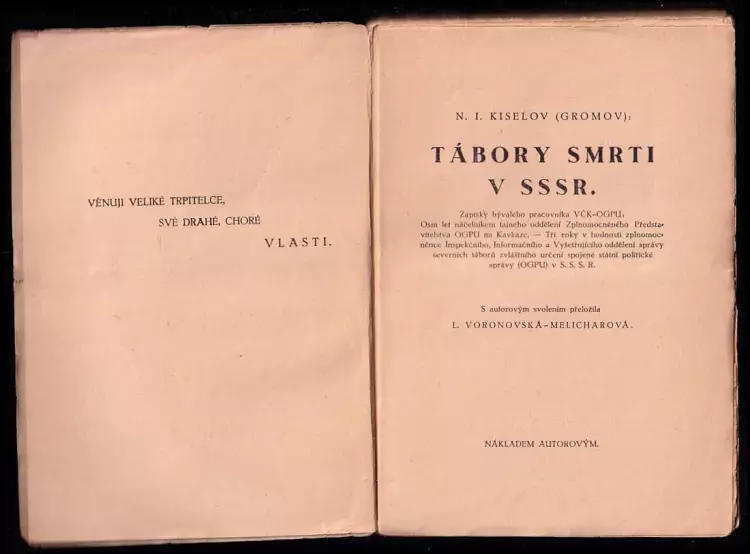 VĚNUJI VELIKÉ TRPITELCE,
SVÉ DRAHÉ, CHORÉ
VLASTI.
N. I. KISELOV (GROMOV):
TÁBORY SMRTI
V SSSR.
Zápisky bývalého pracovníka VČK-OGPU:
Osm let náčelníkem tajného oddělení Zplnomocněného Představitelstva
vitelstva OGPU na Kavkaze. — Tři roky v hodnosti zplnomoc-
něnce Inspekčního, Informačního a Vyšetřujícího oddělení správy
severních táborů zvláštního určení spojené státní politické
správy (OGPU) v S. S. S. R.
S autorovým svolením přeložila
L. VORONOVSKÁ-MELICHAROVÁ.
NÁKLADEM AUTOROVÝM.